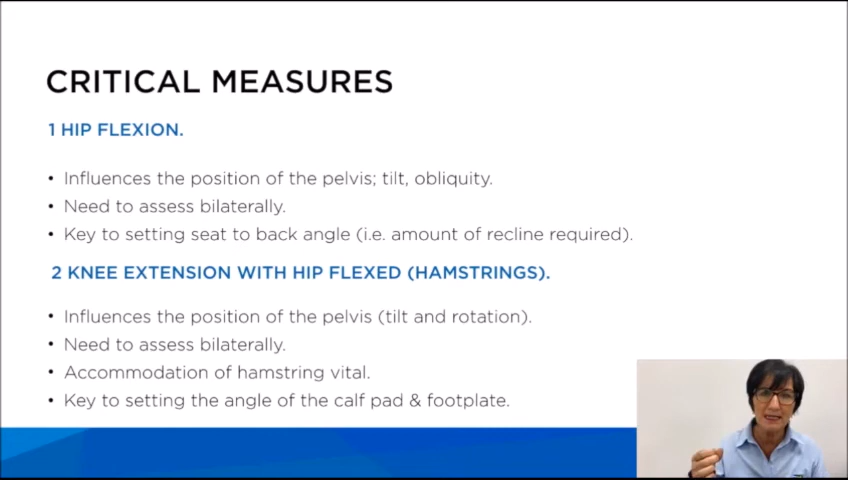 CRITICAL MEASURES
1 HIP FLEXION.
• Influences the position of the pelvis; tilt, obliquity.
• Need to assess bilaterally.
• Key to setting seat to back angle (i.e. amount of recline required).
2 KNEE EXTENSION WITH HIP FLEXED (HAMSTRINGS).
• Influences the position of the pelvis (tilt and rotation).
• Need to assess bilaterally.
• Accommodation of hamstring vital.
• Key to setting the angle of the calf pad & footplate.